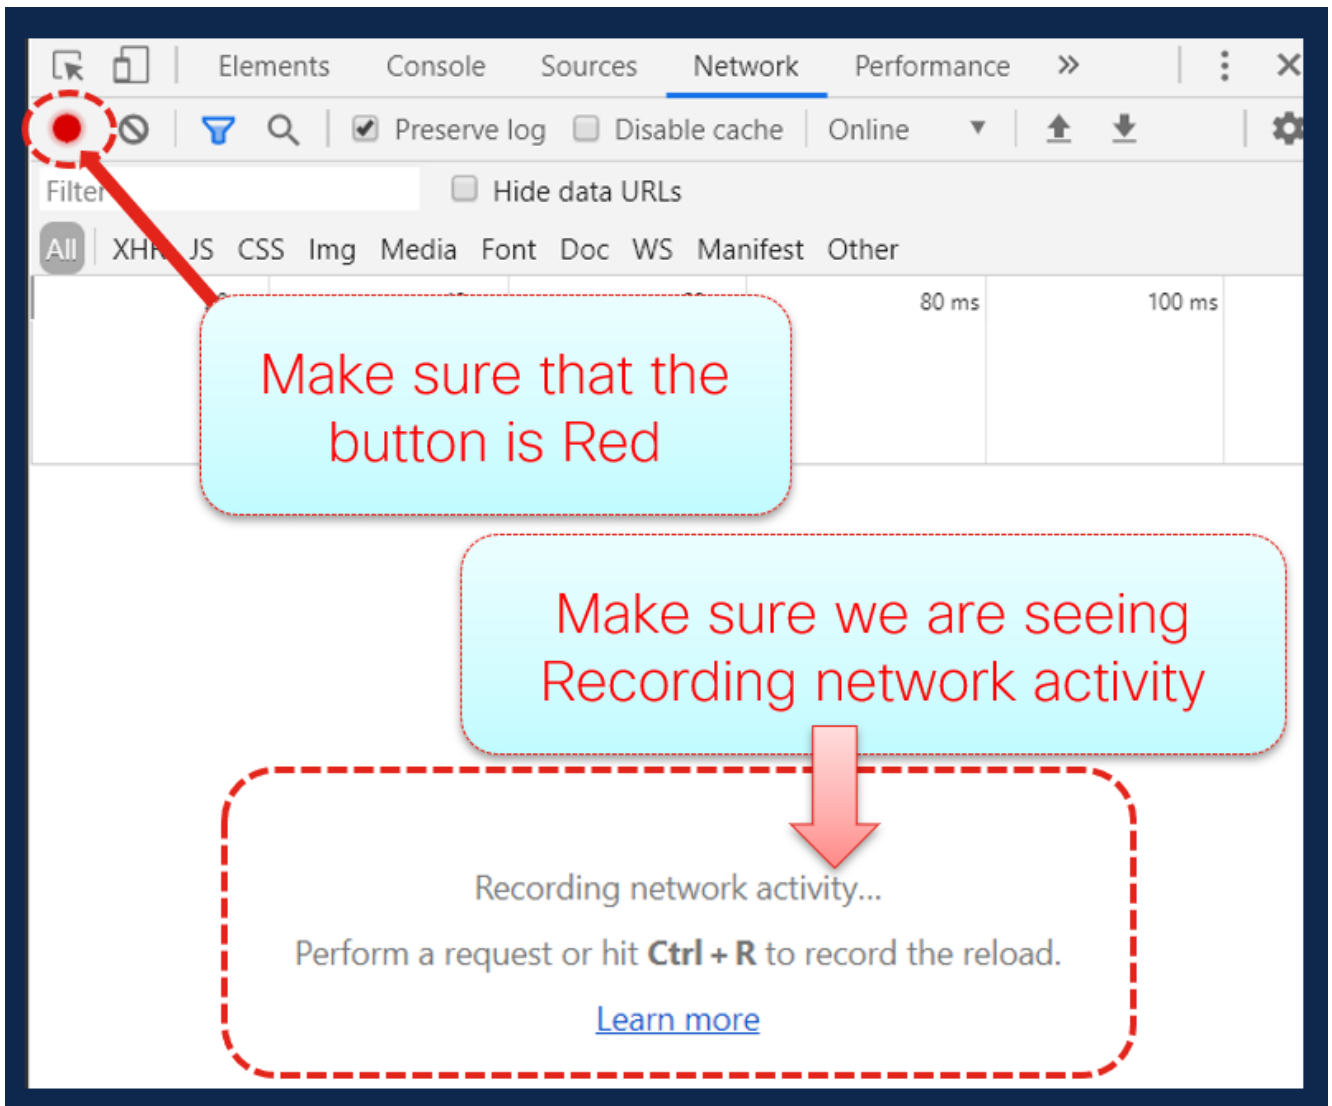 Elements Console Sources Network Performance »
Preserve log Disable cache Online
Filter Hide data URLs
All XHR JS CSS Img Media Font Doc WS Manifest Other
80 ms 100 ms
Make sure that the
button is Red
Make sure we are seeing
Recording network activity
Recording network activity...
Perform a request or hit Ctrl + R to record the reload.
Learn more